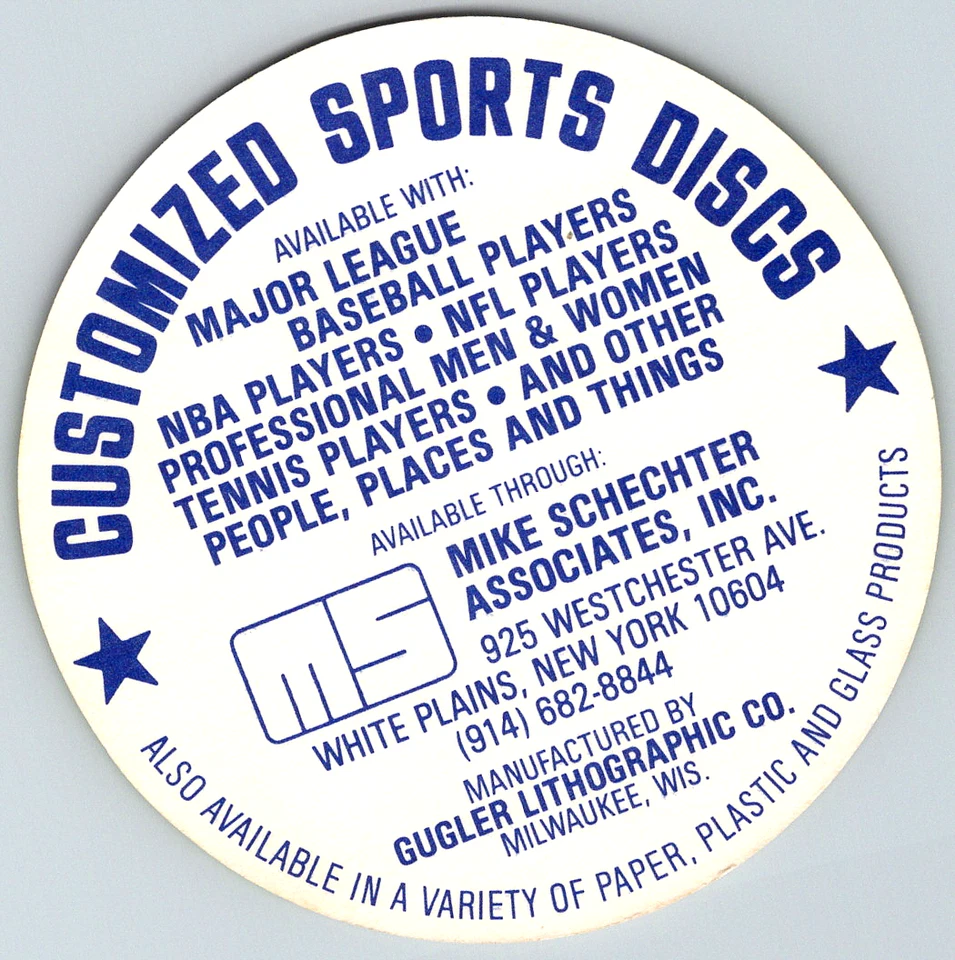 CUSTOMIZED SPORTS DISCS
AVAILABLE WITH:
MAJOR LEAGUE
BASEBALL PLAYERS
NBA PLAYERS • NFL PLAYERS
PROFESSIONAL MEN & WOMEN
TENNIS PLAYERS • AND OTHER
PEOPLE, PLACES AND THINGS
AVAILABLE THROUGH:
MS
MIKE SCHECHTER
ASSOCIATES, INC.
925 WESTCHESTER AVE.
WHITE PLAINS, NEW YORK 10604
(914) 682-8844
MANUFACTURED BY
GUGLER LITHOGRAPHIC CO.
MILWAUKEE, WIS.
ALSO AVAILABLE IN A VARIETY OF PAPER, PLASTIC AND GLASS PRODUCTS